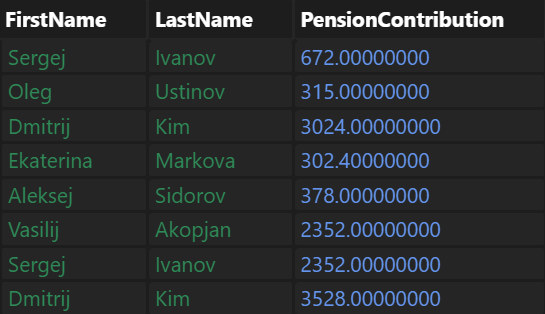 FirstName LastName PensionContribution
Sergej Ivanov 672.00000000
Oleg Ustinov 315.00000000
Dmitrij Kim 3024.00000000
Ekaterina Markova 302.40000000
Aleksej Sidorov 378.00000000
Vasilij Akopjan 2352.00000000
Sergej Ivanov 2352.00000000
Dmitrij Kim 3528.00000000